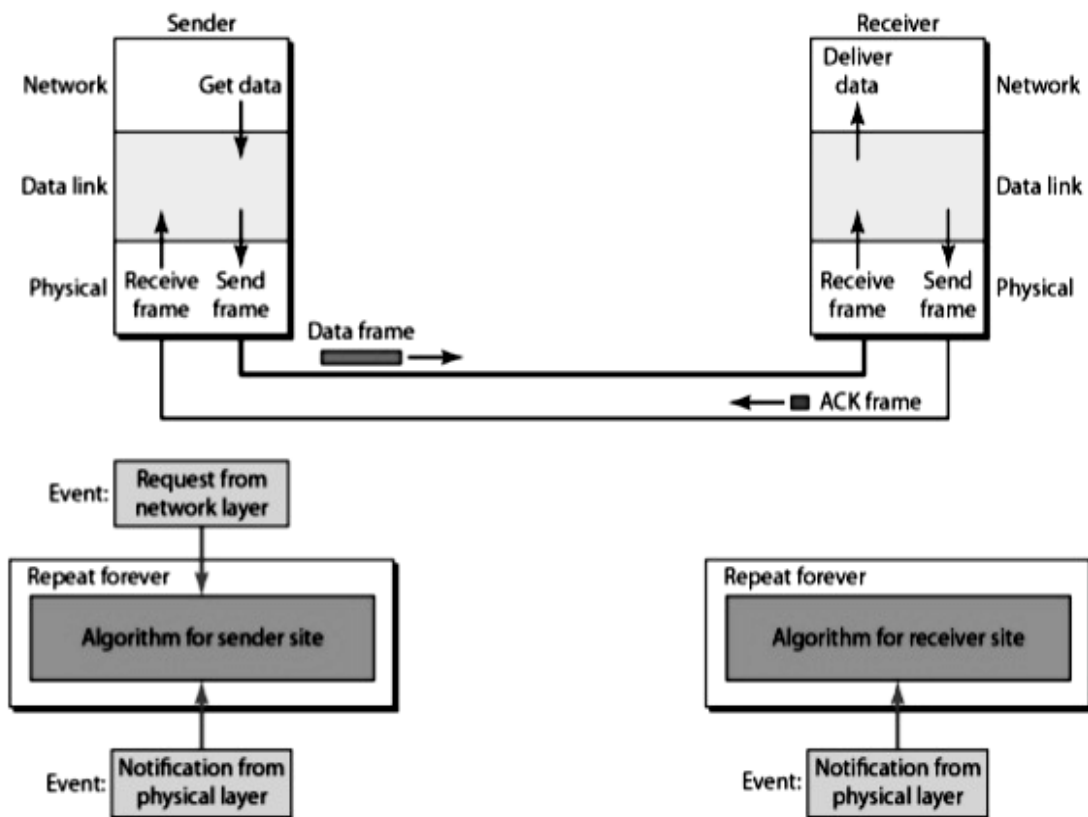 Sender
Receiver
Network
Get data
Deliver
data
Network
Data link
Data link
Physical
Receive
frame
Send
frame
Receive
frame
Send
frame
Physical
Data frame
ACK frame
Event:
Request from
network layer
Repeat forever
Algorithm for sender site
Repeat forever
Algorithm for receiver site
Event:
Notification from
physical layer
Event:
Notification from
physical layer